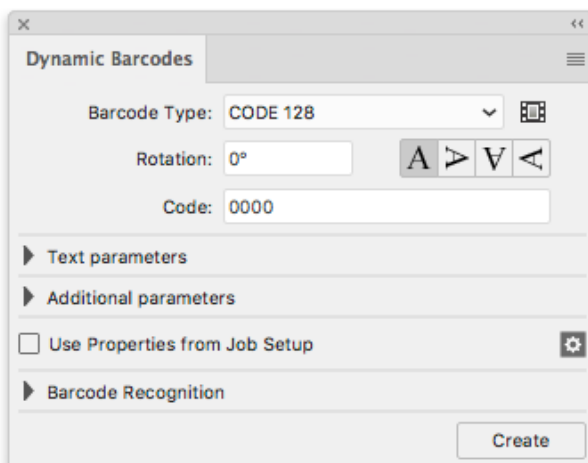 Dynamic Barcodes
Barcode Type: CODE 128
Rotation: 0° A A A A
Code: 0000
Text parameters
Additional parameters
Use Properties from Job Setup
Barcode Recognition
Create